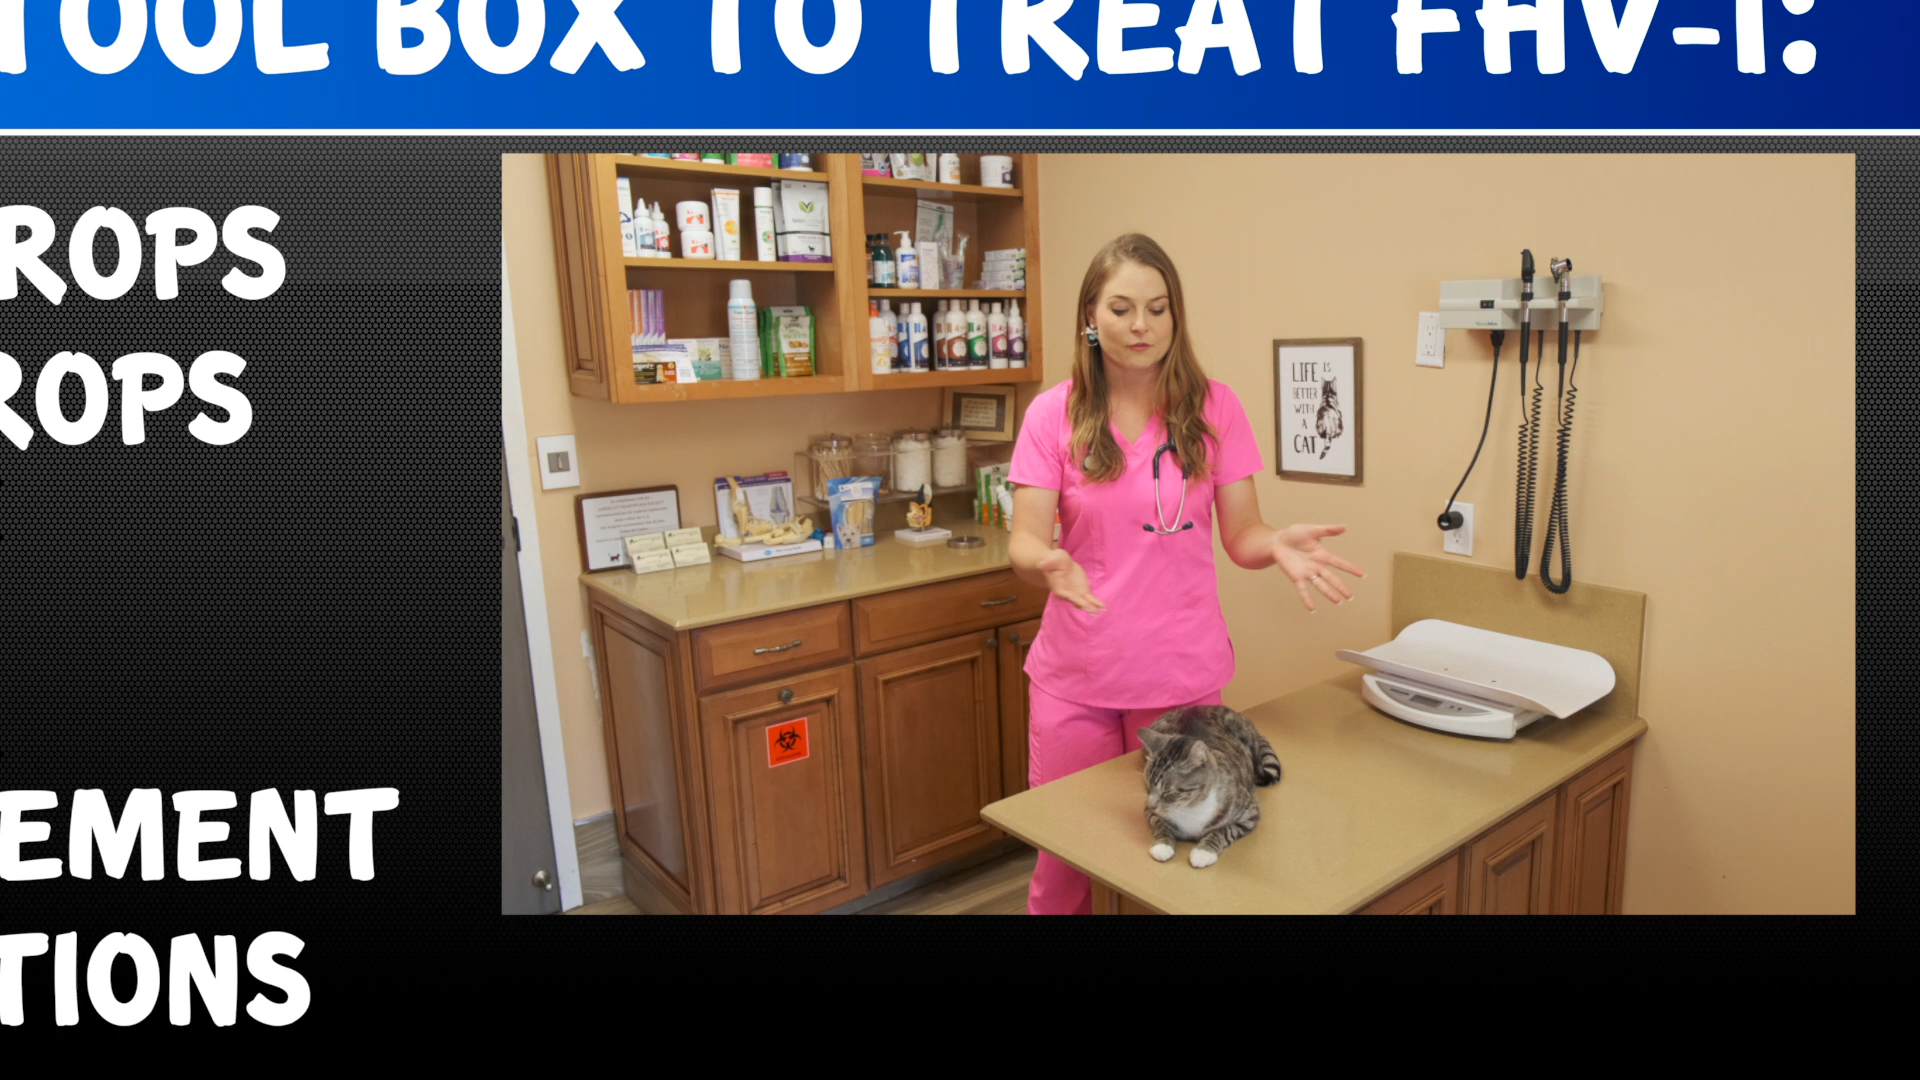 TOOL BOX TO TREAT FHV-1:
ROPS
ROPS
EMENT
TIONS
LIFE IS
BETTER
WITH
A
CAT